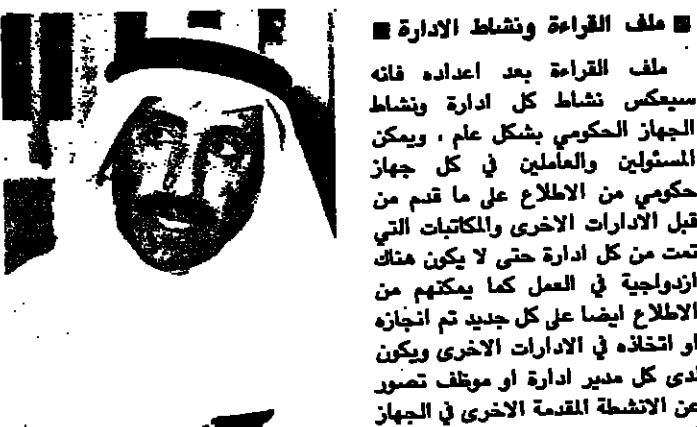 ■ ملف القراءة ونشاط الادارة ■
ملف القراءة بعد اعداده فانه
سيعكس نشاط كل ادارة ونشاط
الجهاز الحكومي بشكل عام ، ويمكن
المسئولين والعاملين في كل جهاز
حكومي من الاطلاع على ما قدم من
قبل الادارات الاخرى والمكاتبات التي
تمت من كل ادارة حتى لا يكون هناك
ازدولجية في العمل كما يمكنهم من
الاطلاع ايضا على كل جديد تم انجازه
او اتخاذه في الادارات الاخرى ويكون
لدى كل مدير ادارة او موظف تصور
عن الانشطة المقدمة الاخرى في الجهاز